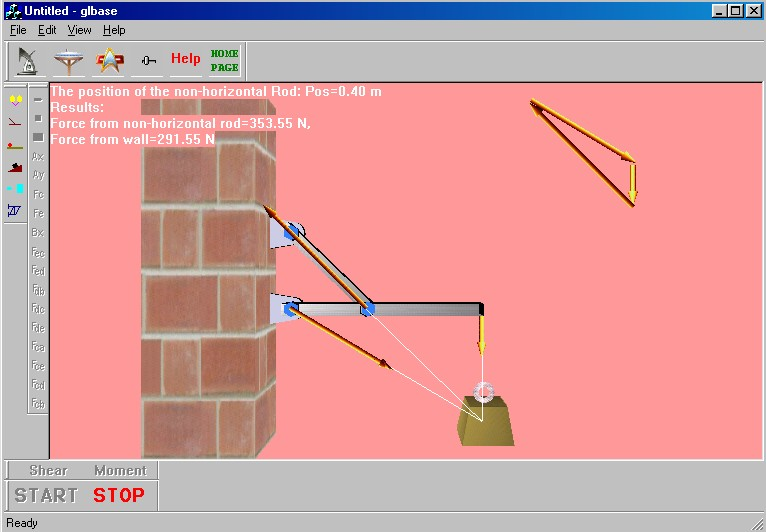 Untitled - glbase
File Edit View Help
Help
HOME
PAGE
The position of the non-horizontal Rod: Pos=0.40 m
Results:
Force from non-horizontal rod=353.55 N,
Force from wall=291.55 N
Ax
Ay
Fc
Fe
Bx
Fec
Fed
Fdb
Fdc
Fde
Fca
Fce
Fcd
Fcb
Shear Moment
START STOP
Ready